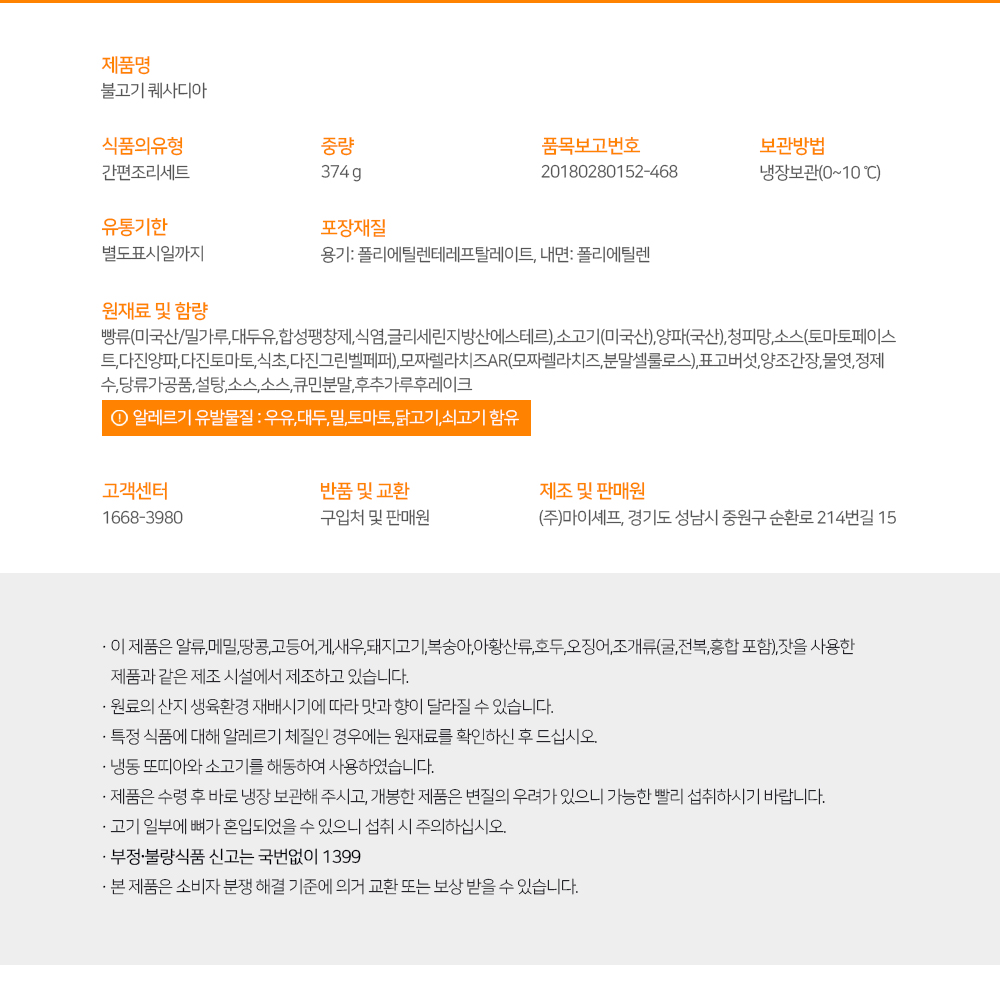 제품명
불고기 퀘사디아
식품의유형
간편조리세트
중량
374 g
품목보고번호
20180280152-468
보관방법
냉장보관(0~10 ℃)
유통기한
별도표시일까지
포장재질
용기: 폴리에틸렌테레프탈레이트, 내면: 폴리에틸렌
원재료 및 함량
빵류(미국산/밀가루,대두유,합성팽창제,식염,글리세린지방산에스테르),소고기(미국산),양파(국산),청피망,소스(토마토페이스
트,다진양파,다진토마토,식초,다진그린벨페퍼),모짜렐라치즈AR(모짜렐라치즈,분말셀룰로스),표고버섯,양조간장,물엿,정제
수,당류가공품,설탕,소스,소스,큐민분말,후추가루후레이크
알레르기 유발물질 : 우유,대두,밀,토마토,닭고기,쇠고기 함유
고객센터
1668-3980
반품 및 교환
구입처 및 판매원
제조 및 판매원
(주)마이셰프, 경기도 성남시 중원구 순환로 214번길 15
· 이 제품은 알류,메밀,땅콩,고등어,게,새우,돼지고기,복숭아,아황산류,호두,오징어,조개류(굴,전복,홍합 포함),잣을 사용한
제품과 같은 제조 시설에서 제조하고 있습니다.
· 원료의 산지 생육환경 재배시기에 따라 맛과 향이 달라질 수 있습니다.
· 특정 식품에 대해 알레르기 체질인 경우에는 원재료를 확인하신 후 드십시오.
· 냉동 또띠아와 소고기를 해동하여 사용하였습니다.
· 제품은 수령 후 바로 냉장 보관해 주시고, 개봉한 제품은 변질의 우려가 있으니 가능한 빨리 섭취하시기 바랍니다.
· 고기 일부에 뼈가 혼입되었을 수 있으니 섭취 시 주의하십시오.
· 부정·불량식품 신고는 국번없이 1399
· 본 제품은 소비자 분쟁 해결 기준에 의거 교환 또는 보상 받을 수 있습니다.